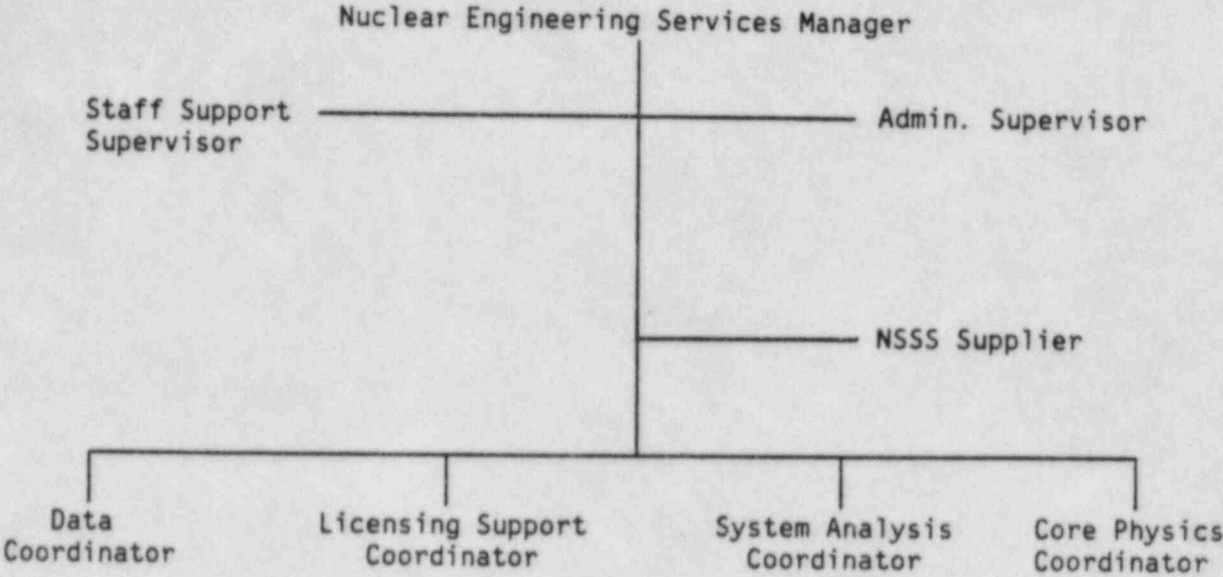 Nuclear Engineering Services Manager
Staff Support
Supervisor
Admin. Supervisor
NSSS Supplier
Data
Coordinator
Licensing Support
Coordinator
System Analysis
Coordinator
Core Physics
Coordinator